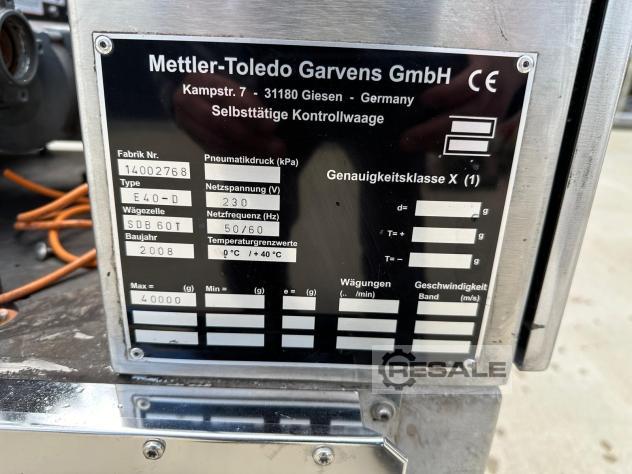 Mettler-Toledo Garvens GmbH CE
Kampstr. 7 - 31180 Giesen - Germany
Selbsttätige Kontrollwaage
Fabrik Nr.
14002768
Type
E40-D
Wägezelle
SDB 60T
Baujahr
2008
Pneumatikdruck (kPa)
Netzspannung (V)
230
Netzfrequenz (Hz)
50/60
Temperaturgrenzwerte
0 °C / + 40 °C
Genauigkeitsklasse X (1)
d= g
T= + g
T= − g
Max = (g) Min = (g) e = (g) Wägungen (.. /min) Geschwindigkeit Band (m/s)
40000
RESALE